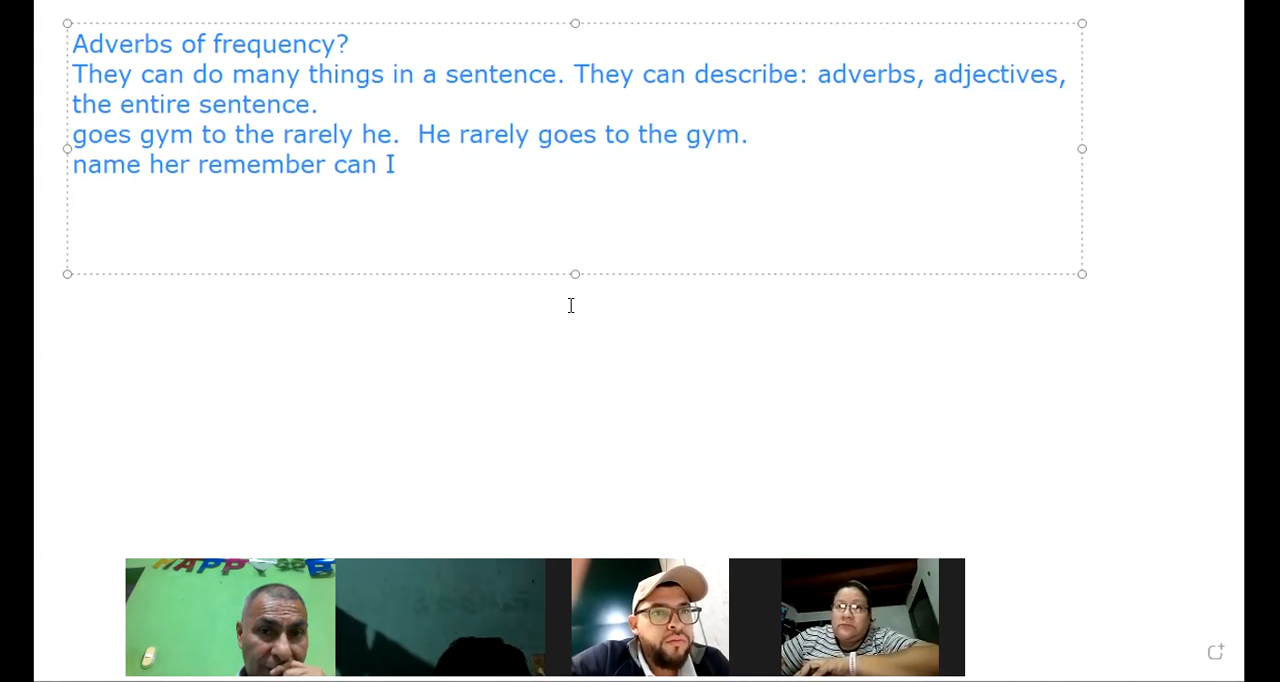 Adverbs of frequency?
They can do many things in a sentence. They can describe: adverbs, adjectives,
the entire sentence.
goes gym to the rarely he.  He rarely goes to the gym.
name her remember can I
HAPPY